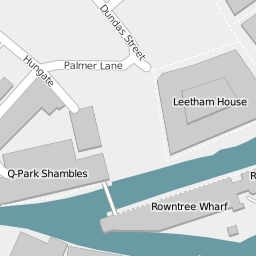 Dundas Street
Palmer Lane
Hungate
Leetham House
Q-Park Shambles
R
Rowntree Wharf